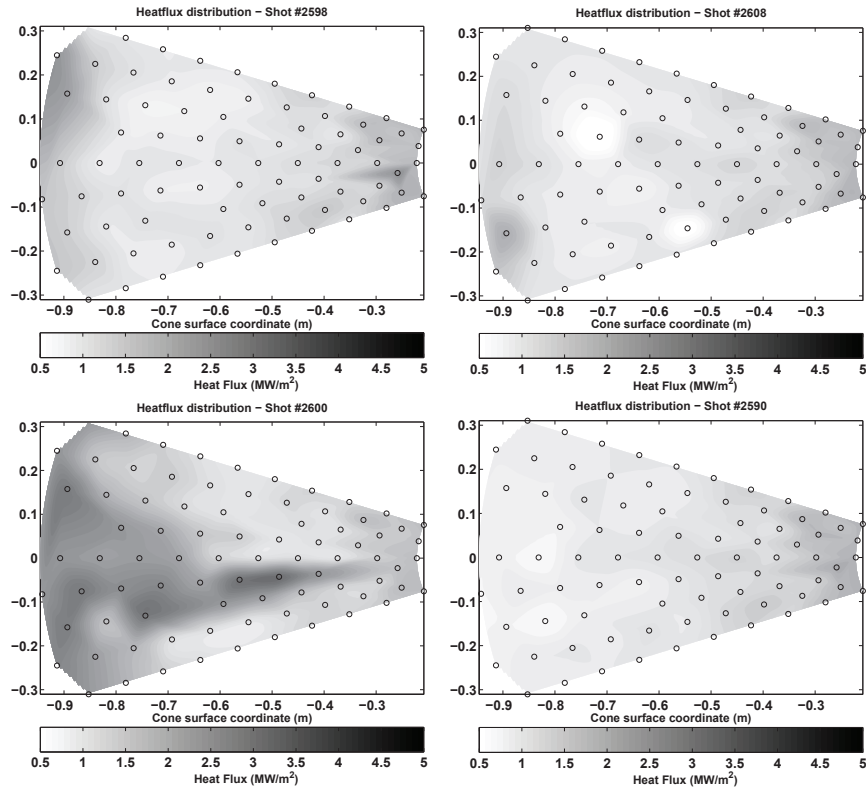 Heatflux distribution − Shot #2598
0.3
0.2
0.1
0
−0.1
−0.2
−0.3
−0.9 −0.8 −0.7 −0.6 −0.5 −0.4 −0.3
Cone surface coordinate (m)
0.5 1 1.5 2 2.5 3 3.5 4 4.5 5
Heat Flux (MW/m²)
Heatflux distribution − Shot #2608
0.3
0.2
0.1
0
−0.1
−0.2
−0.3
−0.9 −0.8 −0.7 −0.6 −0.5 −0.4 −0.3
Cone surface coordinate (m)
0.5 1 1.5 2 2.5 3 3.5 4 4.5 5
Heat Flux (MW/m²)
Heatflux distribution − Shot #2600
0.3
0.2
0.1
0
−0.1
−0.2
−0.3
−0.9 −0.8 −0.7 −0.6 −0.5 −0.4 −0.3
Cone surface coordinate (m)
0.5 1 1.5 2 2.5 3 3.5 4 4.5 5
Heat Flux (MW/m²)
Heatflux distribution − Shot #2590
0.3
0.2
0.1
0
−0.1
−0.2
−0.3
−0.9 −0.8 −0.7 −0.6 −0.5 −0.4 −0.3
Cone surface coordinate (m)
0.5 1 1.5 2 2.5 3 3.5 4 4.5 5
Heat Flux (MW/m²)